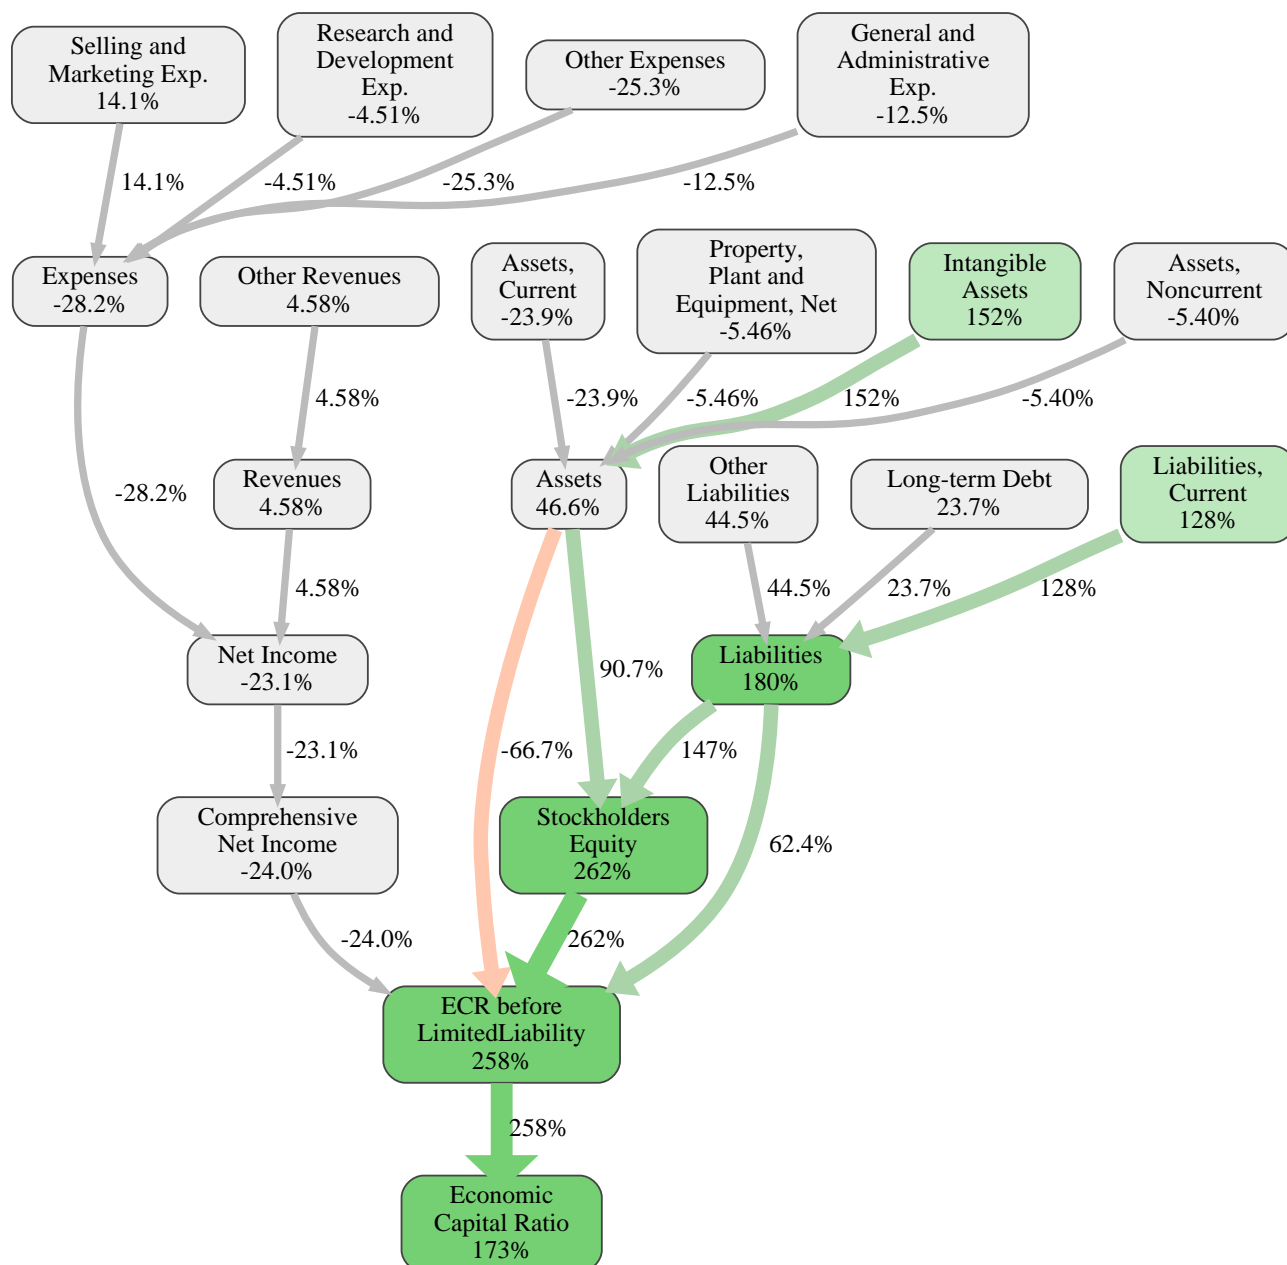 Selling and
Marketing Exp.
14.1%
Research and
Development
Exp.
-4.51%
Other Expenses
-25.3%
General and
Administrative
Exp.
-12.5%
14.1%
-4.51%
-25.3%
-12.5%
Expenses
-28.2%
Other Revenues
4.58%
Assets,
Current
-23.9%
Property,
Plant and
Equipment, Net
-5.46%
Intangible
Assets
152%
Assets,
Noncurrent
-5.40%
4.58%
-23.9%
-5.46%
152%
-5.40%
-28.2%
Revenues
4.58%
Assets
46.6%
Other
Liabilities
44.5%
Long-term Debt
23.7%
Liabilities,
Current
128%
4.58%
44.5%
23.7%
128%
Net Income
-23.1%
90.7%
Liabilities
180%
-23.1%
-66.7%
147%
Comprehensive
Net Income
-24.0%
Stockholders
Equity
262%
62.4%
-24.0%
262%
ECR before
LimitedLiability
258%
258%
Economic
Capital Ratio
173%